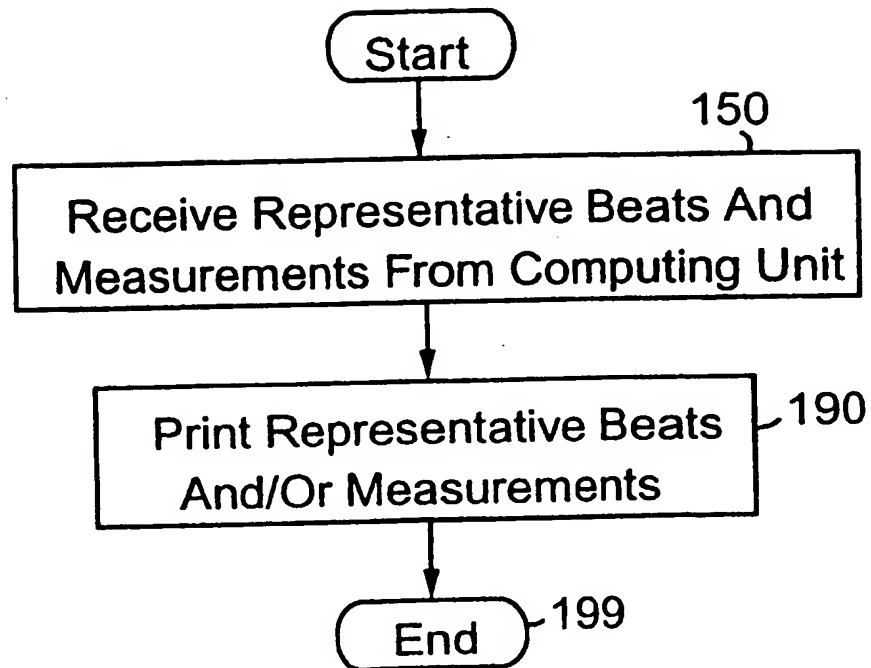 Start
150
Receive Representative Beats And
Measurements From Computing Unit
Print Representative Beats
190
And/Or Measurements
End
199